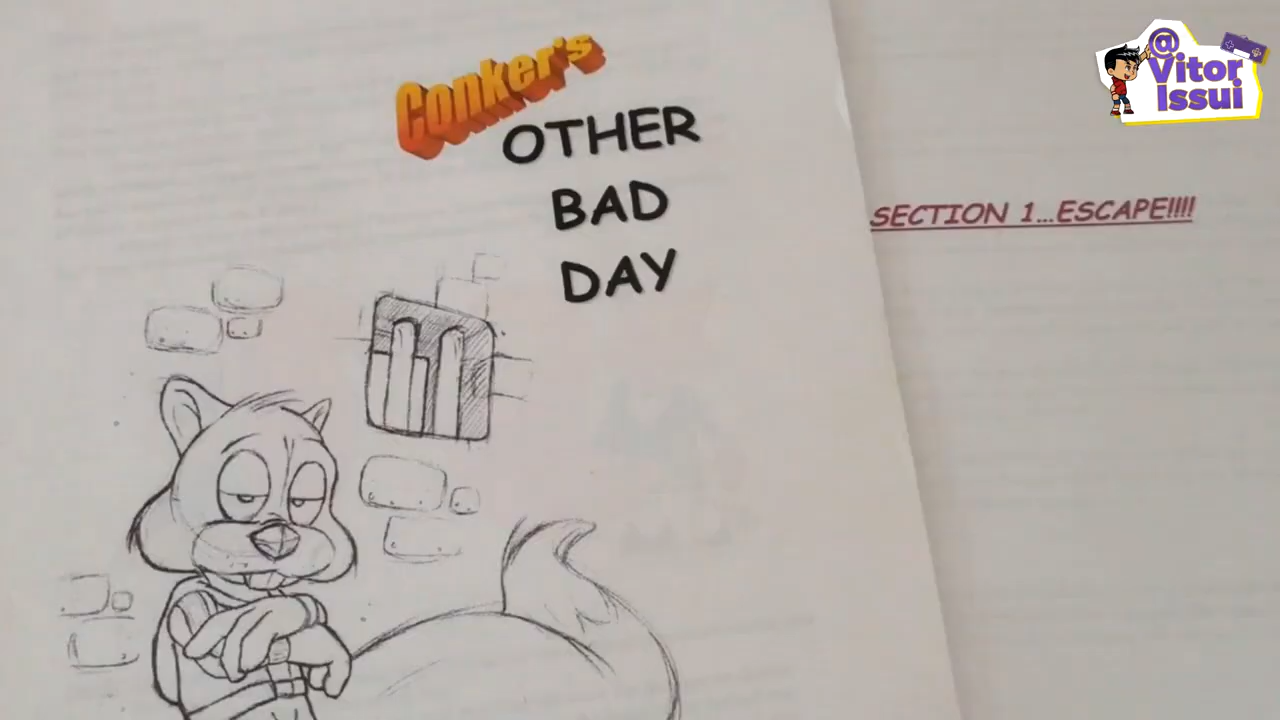 Conker's
OTHER
BAD
DAY
SECTION 1...ESCAPE!!!!
@
Vitor
Issui